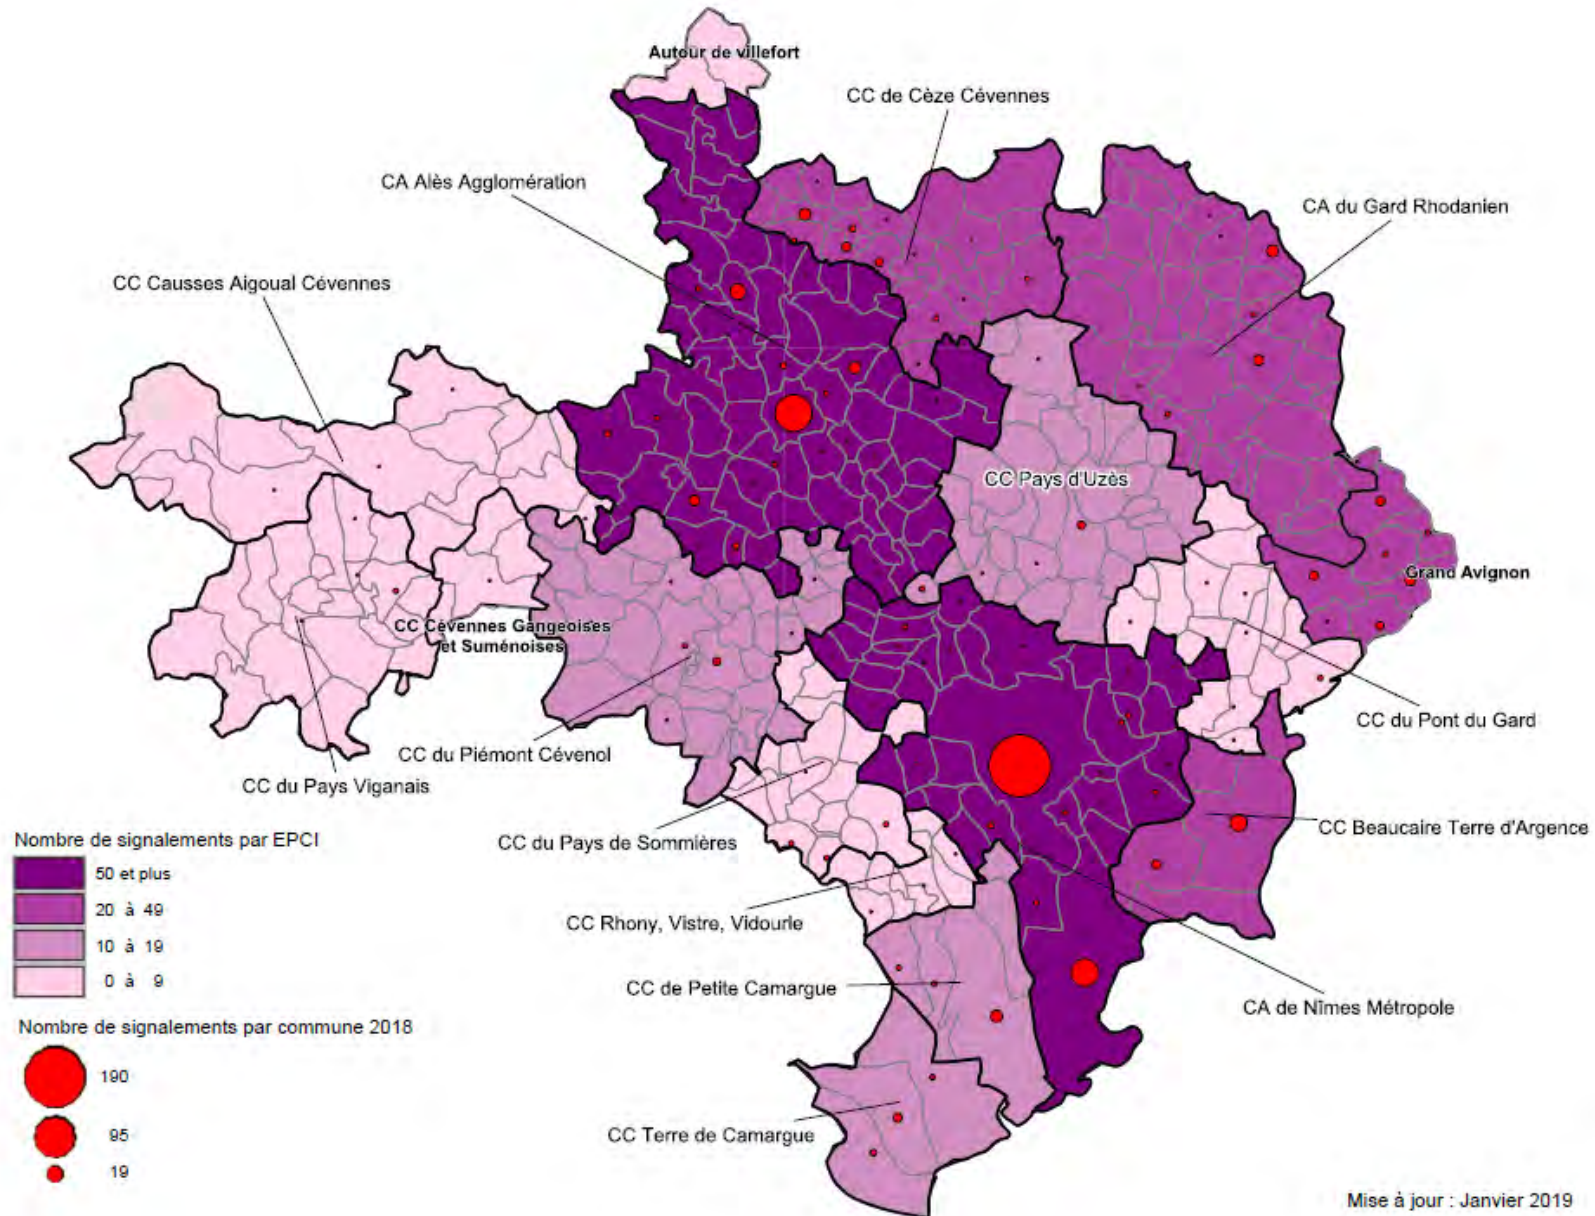 Autour de villefort
CC de Cèze Cévennes
CA Alès Agglomération
CA du Gard Rhodanien
CC Causses Aigoual Cévennes
CC Pays d'Uzès
Grand Avignon
CC Cévennes Gangeoises
et Suménoises
CC du Pont du Gard
CC du Piémont Cévenol
CC du Pays Viganais
CC du Pays de Sommières
CC Beaucaire Terre d'Argence
CC Rhony, Vistre, Vidourle
CC de Petite Camargue
CA de Nîmes Métropole
CC Terre de Camargue
Nombre de signalements par EPCI
50 et plus
20 à 49
10 à 19
0 à 9
Nombre de signalements par commune 2018
190
95
19
Mise à jour : Janvier 2019